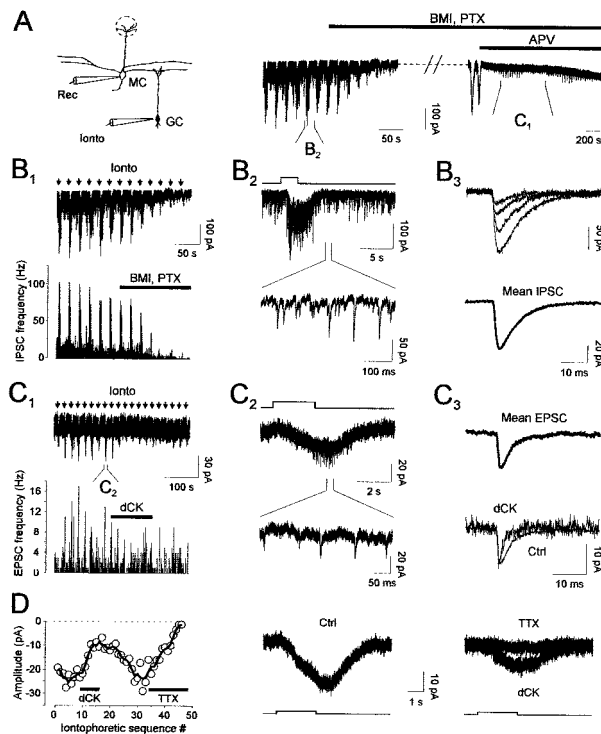 A
BMI, PTX
APV
MC
Rec
GC
Ionto
100 pA
50 s
B2
C1
200 s
B1
Ionto
100 pA
50 s
IPSC frequency (Hz)
100
50
0
BMI, PTX
B2
100 pA
5 s
50 pA
100 ms
B3
50 pA
Mean IPSC
20 pA
10 ms
C1
Ionto
30 pA
100 s
C2
EPSC frequency (Hz)
16
12
8
4
0
dCK
C2
20 pA
2 s
20 pA
50 ms
C3
Mean EPSC
dCK
Ctrl
10 pA
10 ms
D
Amplitude (pA)
0
-10
-20
-30
dCK
TTX
0 10 20 30 40 50
Iontophoretic sequence #
Ctrl
10 pA
1 s
TTX
dCK